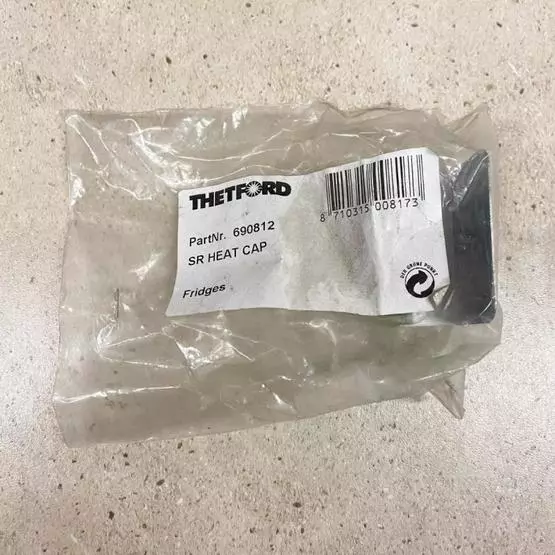 THETFORD
PartNr. 690812
SR HEAT CAP
Fridges
8 710315 008173
DER GRÜNE PUNKT